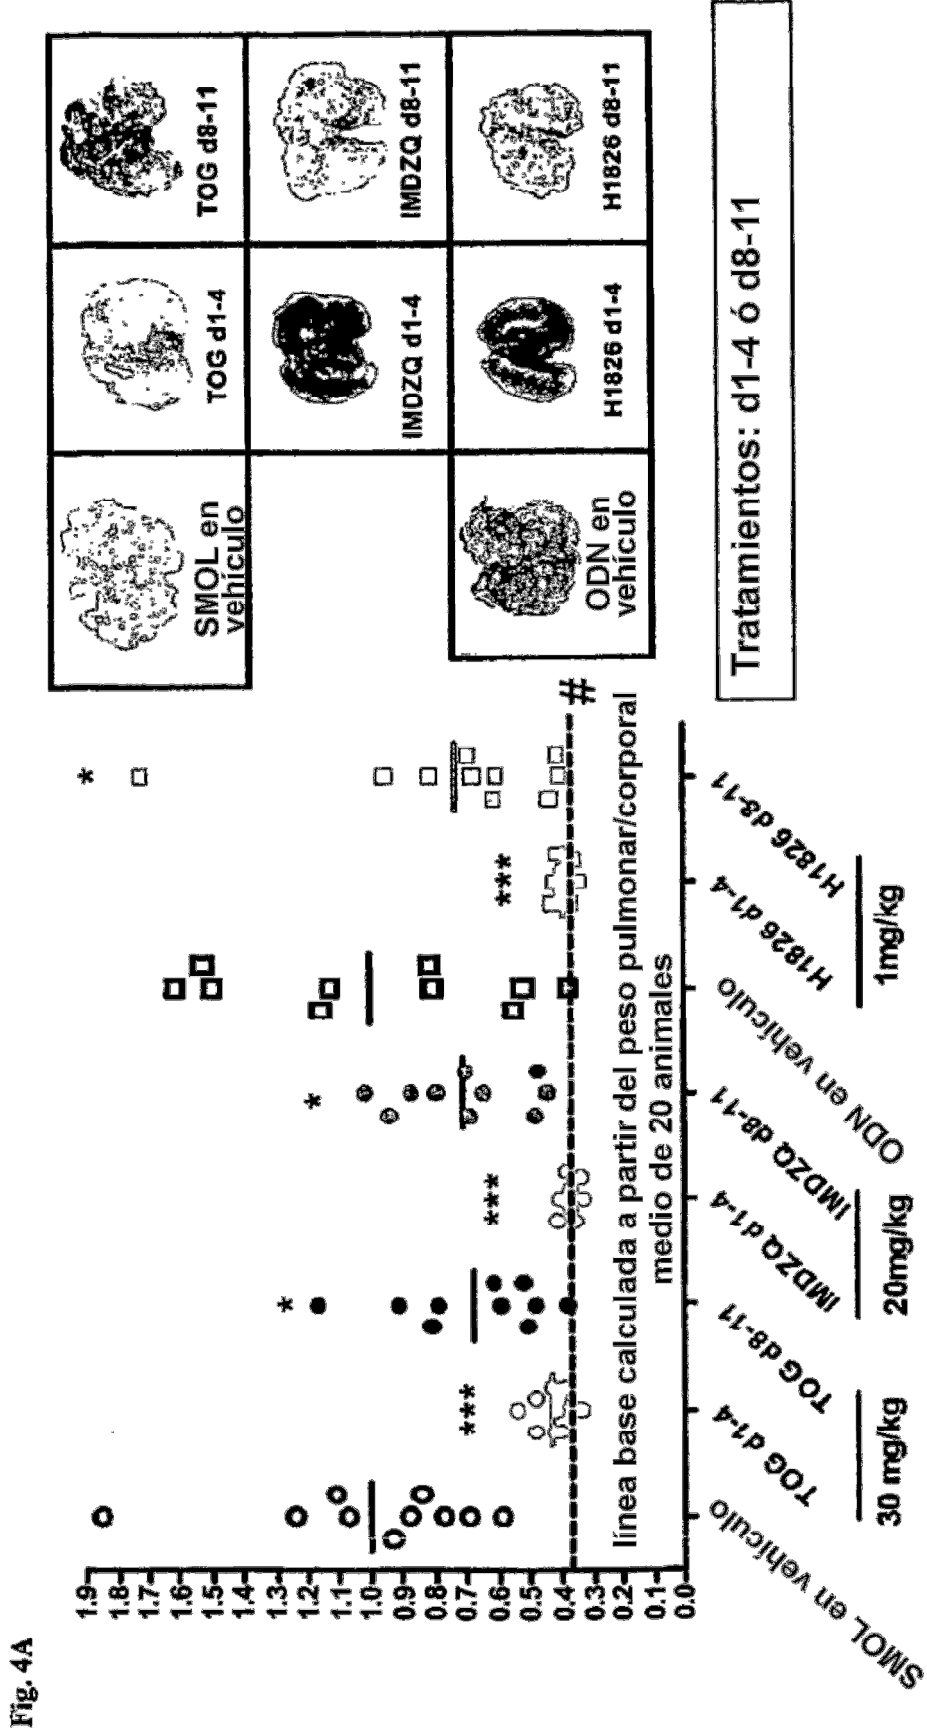 Fig. 4A
1.9
1.8
1.7
1.6
1.5
1.4
1.3
1.2
1.1
1.0
0.9
0.8
0.7
0.6
0.5
0.4
0.3
0.2
0.1
0.0
***
*
***
*
***
*
#
línea base calculada a partir del peso pulmonar/corporal
medio de 20 animales
SMOL en vehículo
TOG d1-4
TOG d8-11
IMDZQ d1-4
IMDZQ d8-11
ODN en vehículo
H1826 d1-4
H1826 d8-11
30 mg/kg
20mg/kg
1mg/kg
SMOL en
vehículo
TOG d1-4
TOG d8-11
IMDZQ d1-4
IMDZQ d8-11
ODN en
vehículo
H1826 d1-4
H1826 d8-11
Tratamientos: d1-4 ó d8-11